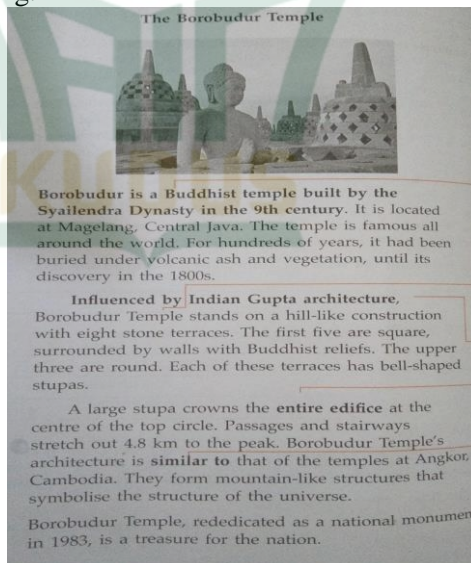 The Borobudur Temple
Borobudur is a Buddhist temple built by the
Syailendra Dynasty in the 9th century. It is located
at Magelang, Central Java. The temple is famous all
around the world. For hundreds of years, it had been
buried under volcanic ash and vegetation, until its
discovery in the 1800s.
Influenced by Indian Gupta architecture,
Borobudur Temple stands on a hill-like construction
with eight stone terraces. The first five are square,
surrounded by walls with Buddhist reliefs. The upper
three are round. Each of these terraces has bell-shaped
stupas.
A large stupa crowns the entire edifice at the
centre of the top circle. Passages and stairways
stretch out 4.8 km to the peak. Borobudur Temple's
architecture is similar to that of the temples at Angkor,
Cambodia. They form mountain-like structures that
symbolise the structure of the universe.
Borobudur Temple, rededicated as a national monument
in 1983, is a treasure for the nation.